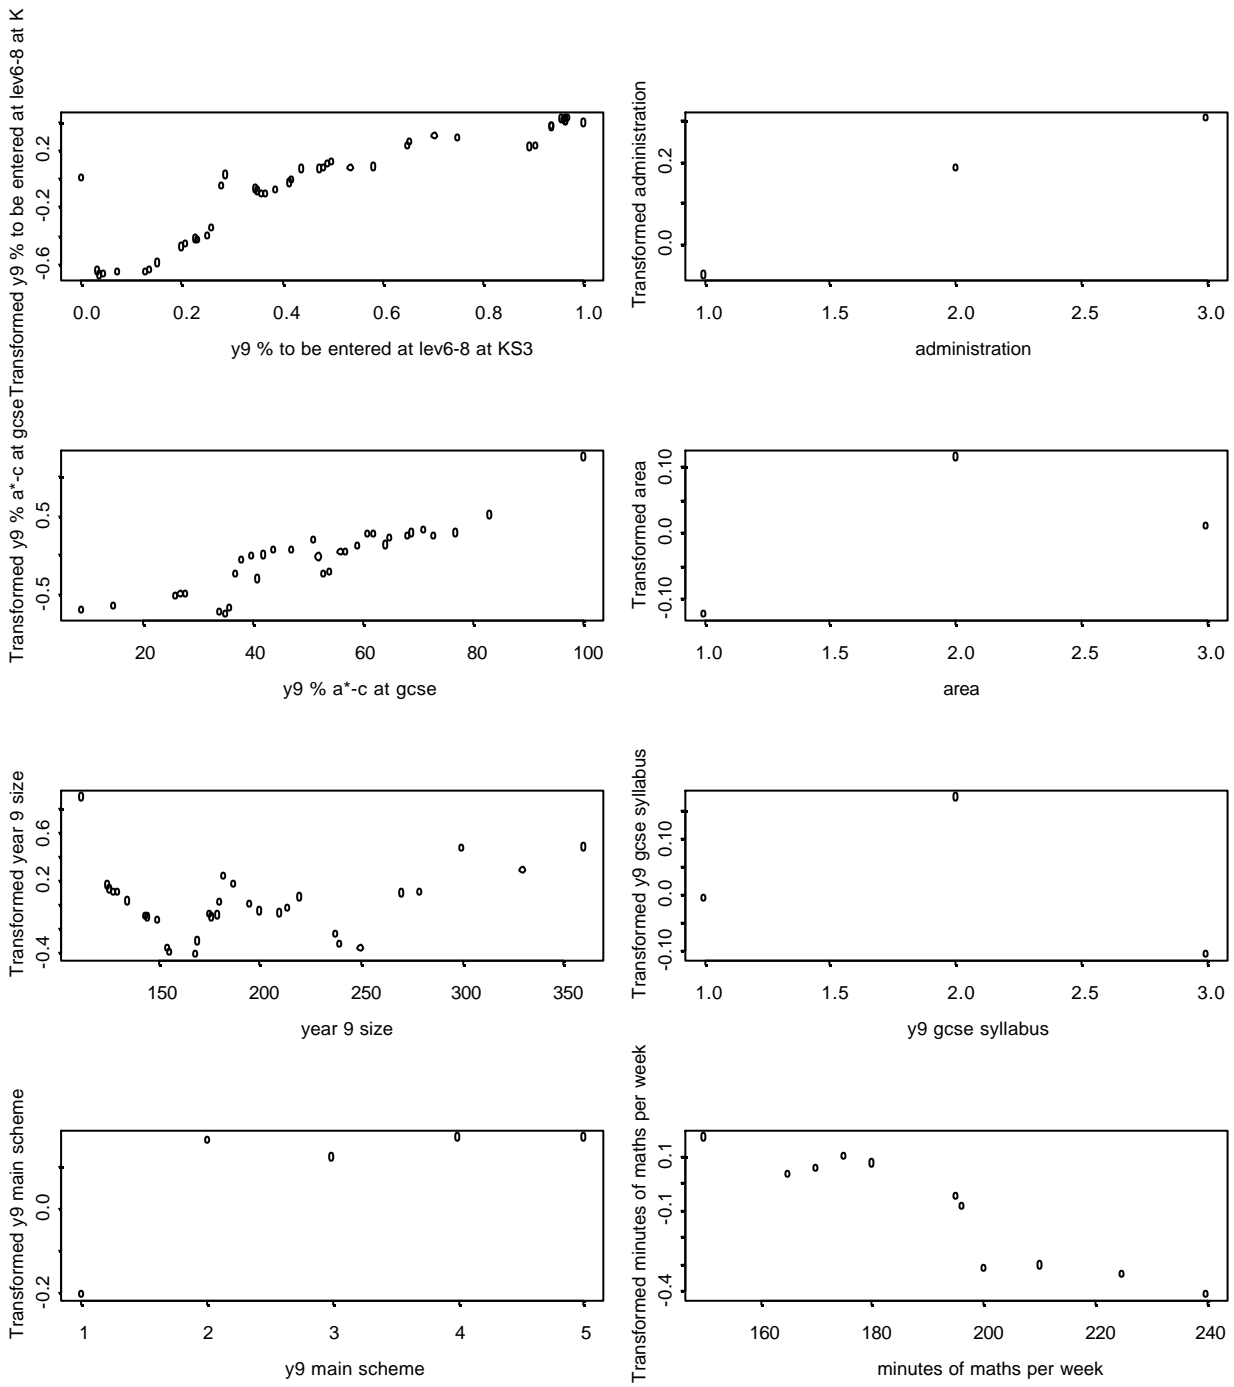 Transformed y9 % to be entered at lev6-8 at K
0.2
-0.2
-0.6
0.0 0.2 0.4 0.6 0.8 1.0
y9 % to be entered at lev6-8 at KS3
Transformed administration
0.2
0.0
1.0 1.5 2.0 2.5 3.0
administration
Transformed y9 % a*-c at gcse
0.5
-0.5
20 40 60 80 100
y9 % a*-c at gcse
Transformed area
0.10
0.0
-0.10
1.0 1.5 2.0 2.5 3.0
area
Transformed year 9 size
0.6
0.2
-0.4
150 200 250 300 350
year 9 size
Transformed y9 gcse syllabus
0.10
0.0
-0.10
1.0 1.5 2.0 2.5 3.0
y9 gcse syllabus
Transformed y9 main scheme
0.0
-0.2
1 2 3 4 5
y9 main scheme
Transformed minutes of maths per week
0.1
-0.1
-0.4
160 180 200 220 240
minutes of maths per week